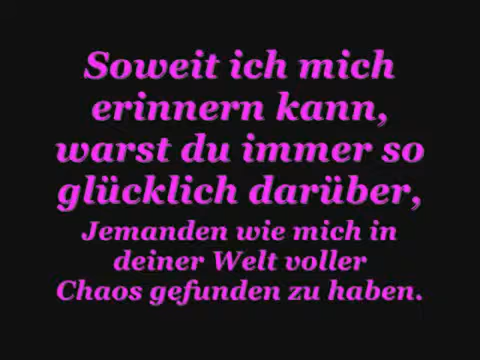 Soweit ich mich
erinnern kann,
warst du immer so
glücklich darüber,
Jemanden wie mich in
deiner Welt voller
Chaos gefunden zu haben.